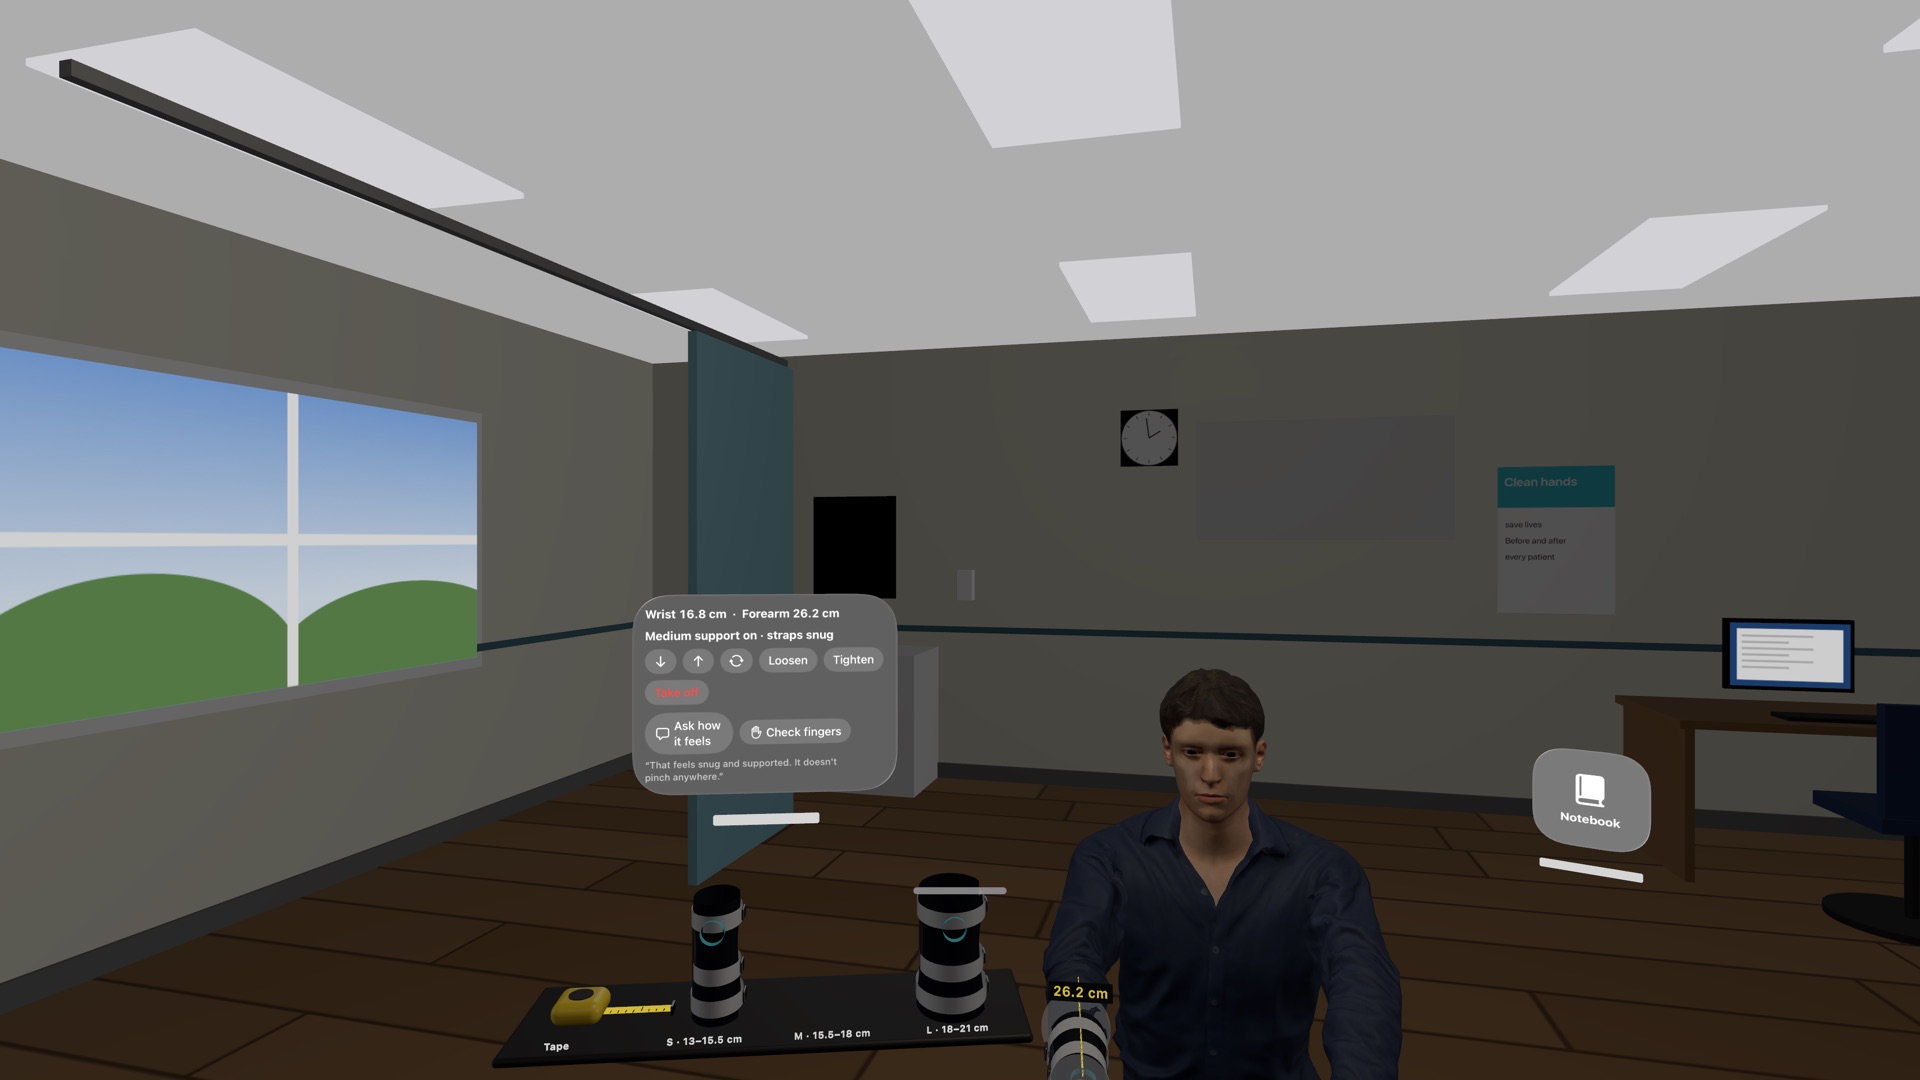 Clean hands
save lives
Before and after
every patient
Wrist 16.8 cm · Forearm 26.2 cm
Medium support on · straps snug
Loosen
Tighten
Take off
Ask how
it feels
Check fingers
“That feels snug and supported. It doesn't
pinch anywhere.”
Notebook
26.2 cm
Tape
S · 13–15.5 cm
M · 15.5–18 cm
L · 18–21 cm